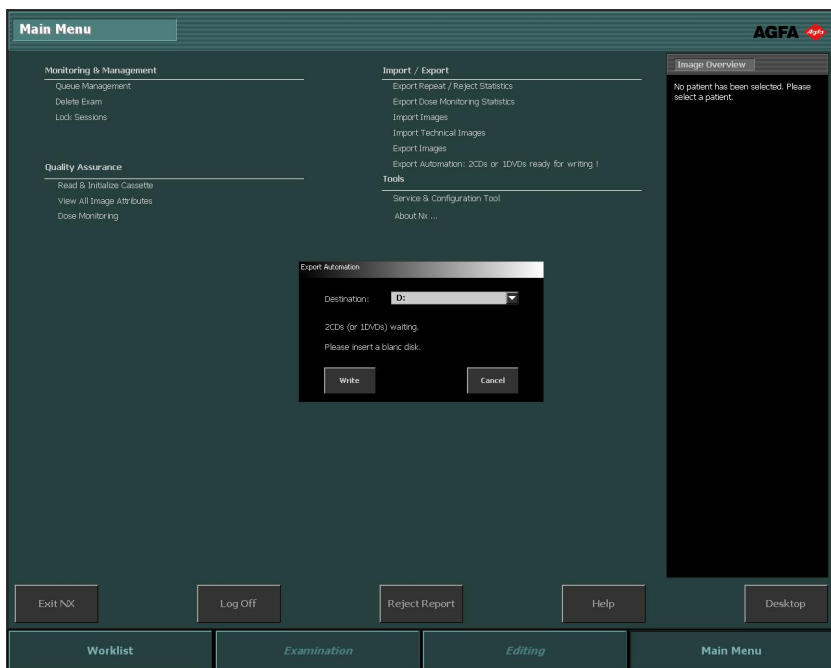 Main Menu
AGFA
Agfa
Monitoring & Management
Queue Management
Delete Exam
Lock Sessions
Quality Assurance
Read & Initialize Cassette
View All Image Attributes
Dose Monitoring
Import / Export
Export Repeat / Reject Statistics
Export Dose Monitoring Statistics
Import Images
Import Technical Images
Export Images
Export Automation: 2CDs or 1DVDs ready for writing !
Tools
Service & Configuration Tool
About Nx ...
Image Overview
No patient has been selected. Please
select a patient.
Export Automation
Destination: D:
2CDs (or 1DVDs) waiting.
Please insert a blanc disk.
Write Cancel
Exit NX Log Off Reject Report Help Desktop
Worklist Examination Editing Main Menu